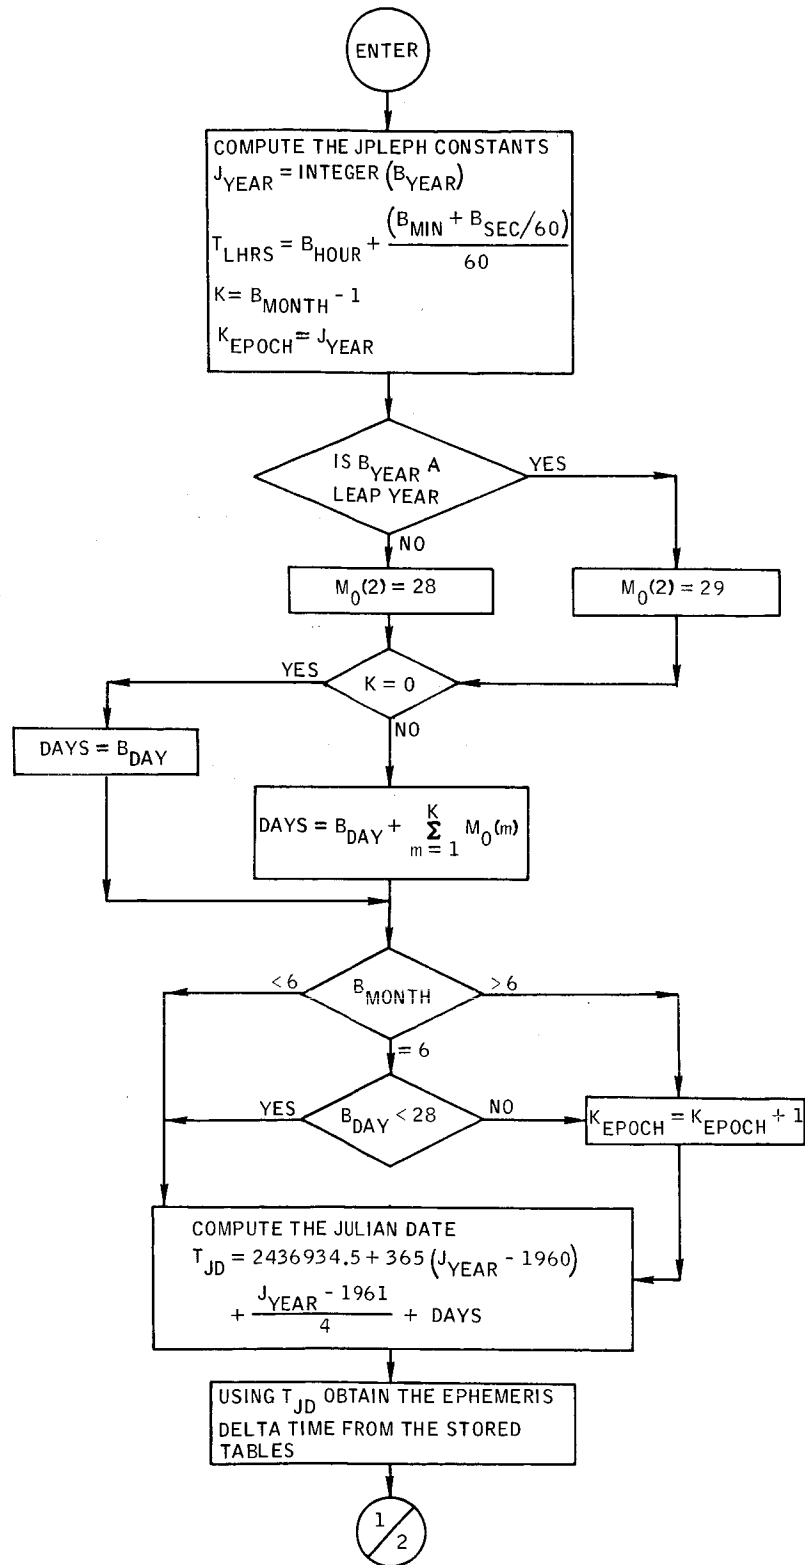 ENTER
COMPUTE THE JPLEPH CONSTANTS
J_YEAR = INTEGER (B_YEAR)
T_LHRS = B_HOUR + (B_MIN + B_SEC/60) / 60
K = B_MONTH - 1
K_EPOCH = J_YEAR
IS B_YEAR A
LEAP YEAR
YES
NO
M_0(2) = 28
M_0(2) = 29
YES
K = 0
NO
DAYS = B_DAY
DAYS = B_DAY + Σ_{m = 1}^{K} M_0(m)
<6
B_MONTH
>6
= 6
YES
B_DAY < 28
NO
K_EPOCH = K_EPOCH + 1
COMPUTE THE JULIAN DATE
T_JD = 2436934.5 + 365 (J_YEAR - 1960)
+ (J_YEAR - 1961) / 4 + DAYS
USING T_JD OBTAIN THE EPHEMERIS
DELTA TIME FROM THE STORED
TABLES
1/2